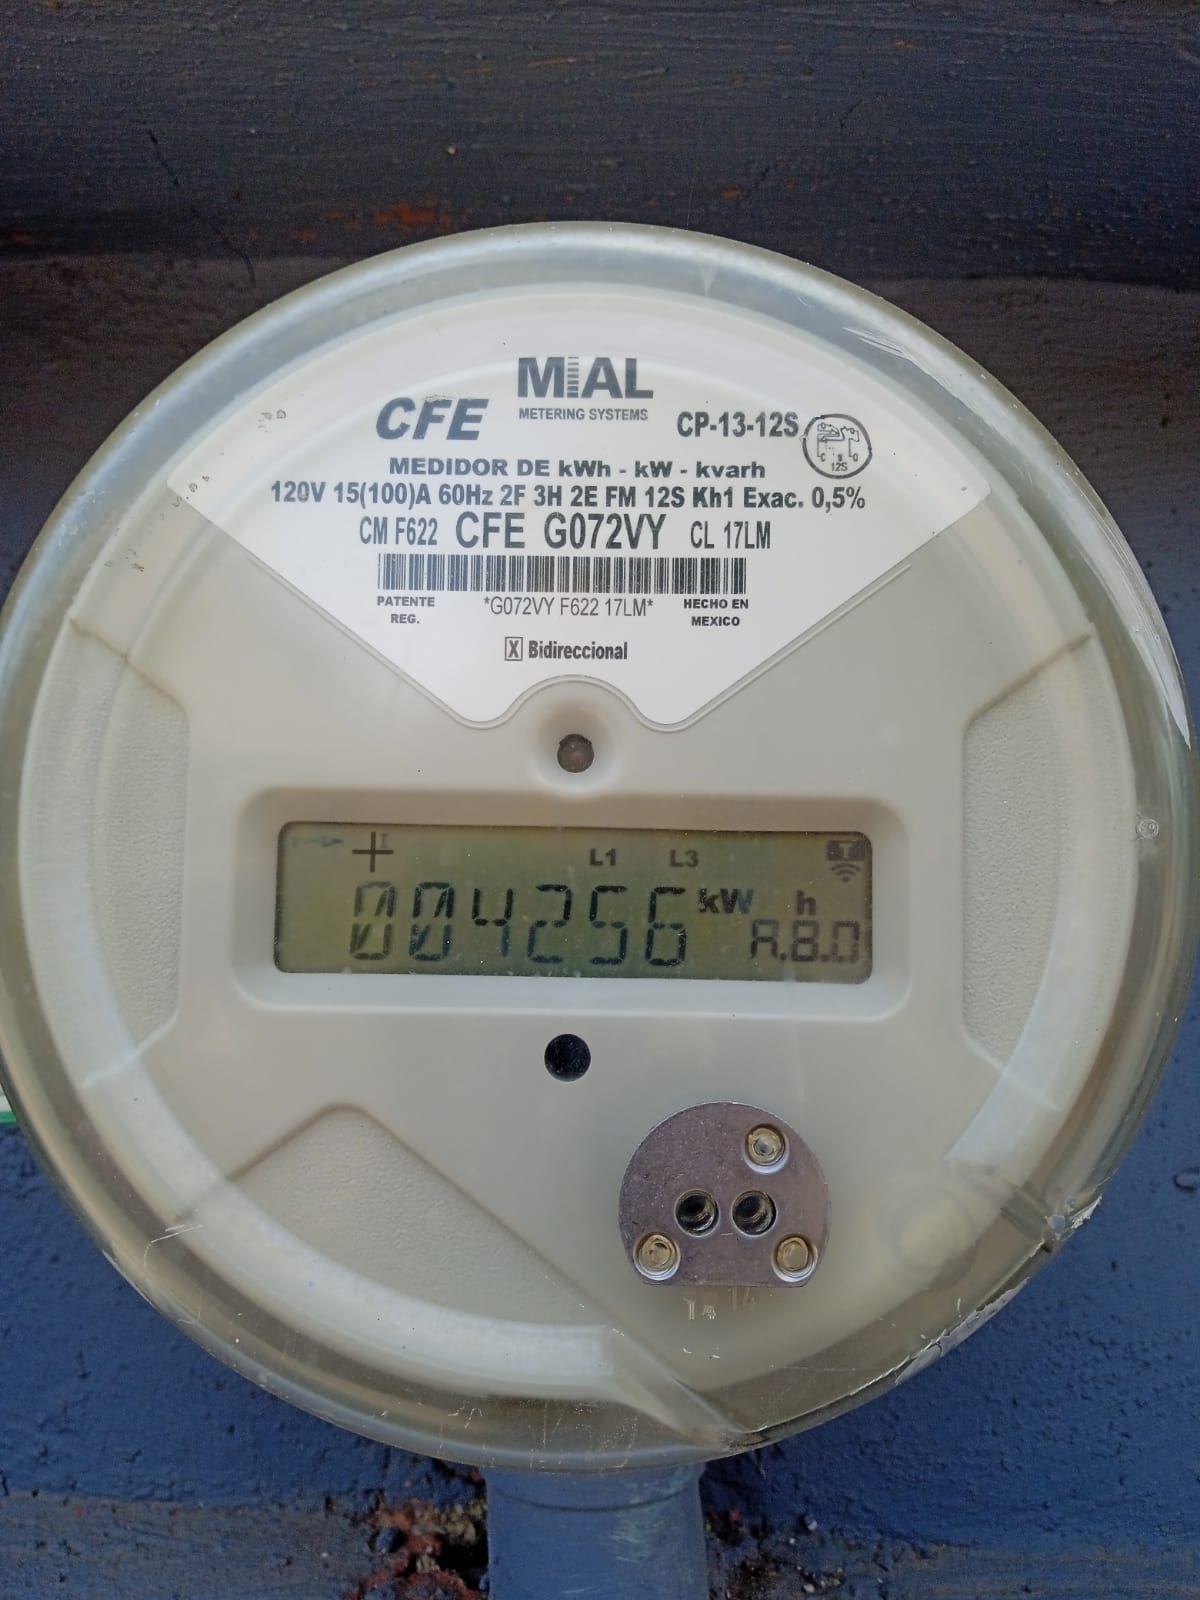 MIAL
METERING SYSTEMS
CFE
CP-13-12S
12S
MEDIDOR DE kWh - kW - kvarh
120V 15(100)A 60Hz 2F 3H 2E FM 12S Kh1 Exac. 0,5%
CM F622 CFE G072VY CL 17LM
PATENTE REG.
*G072VY F622 17LM*
HECHO EN MEXICO
X Bidireccional
L1 L3
T
004256 kW h
A.8.0
14 14